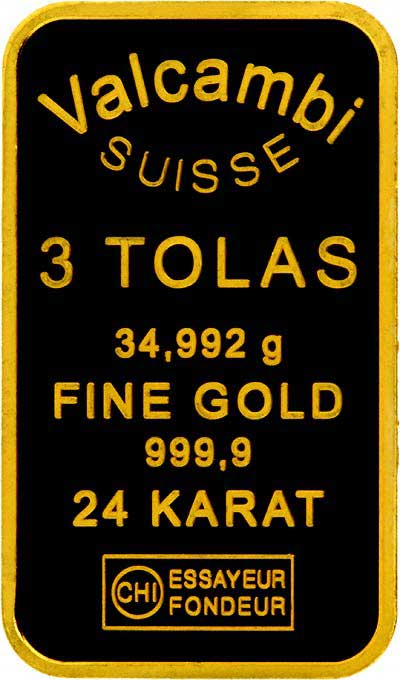 Valcambi
SUISSE
3 TOLAS
34,992 g
FINE GOLD
999,9
24 KARAT
CHI ESSAYEUR
FONDEUR